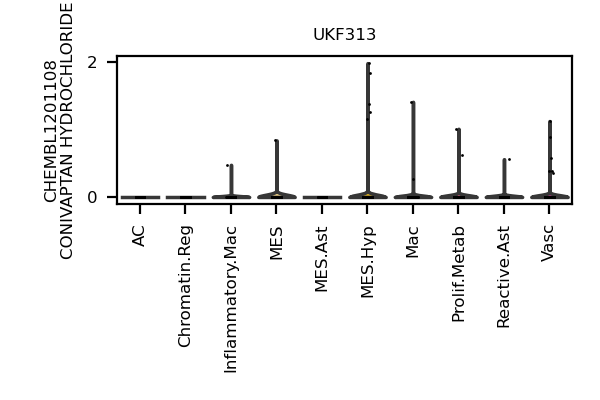 UKF313
CHEMBL1201108
CONIVAPTAN HYDROCHLORIDE
2
0
AC
Chromatin.Reg
Inflammatory.Mac
MES
MES.Ast
MES.Hyp
Mac
Prolif.Metab
Reactive.Ast
Vasc